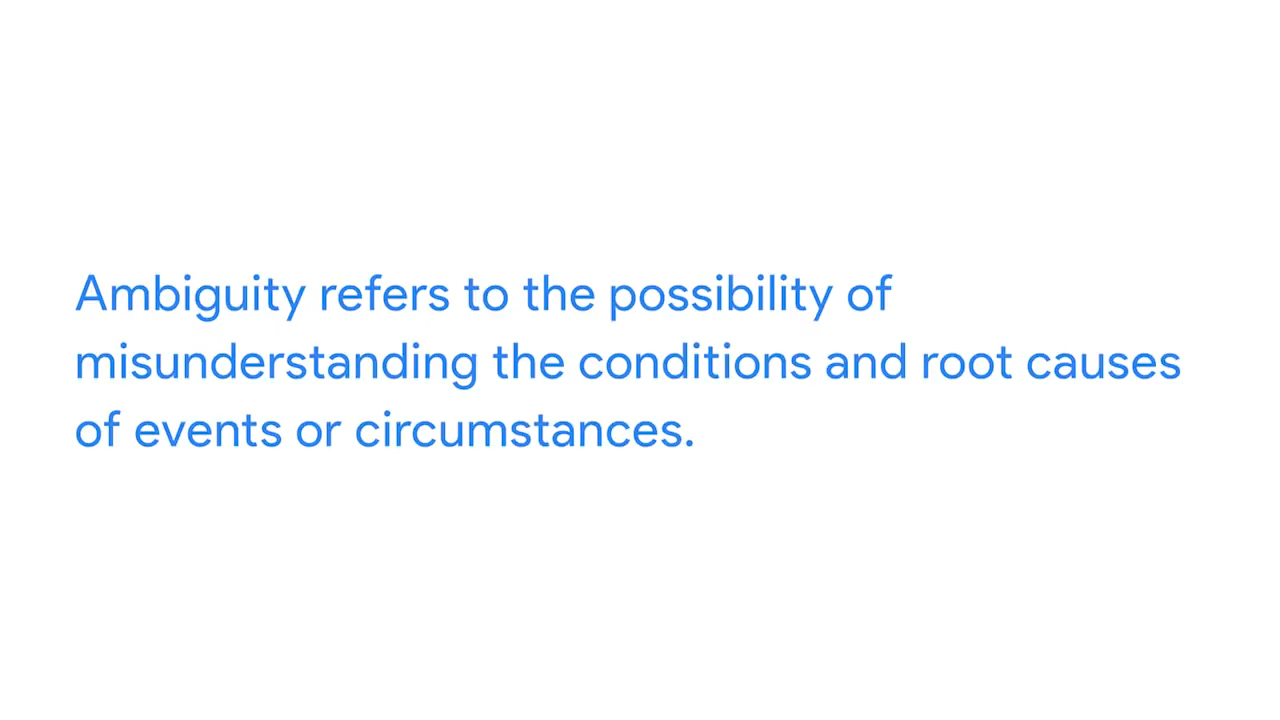 Ambiguity refers to the possibility of
misunderstanding the conditions and root causes
of events or circumstances.